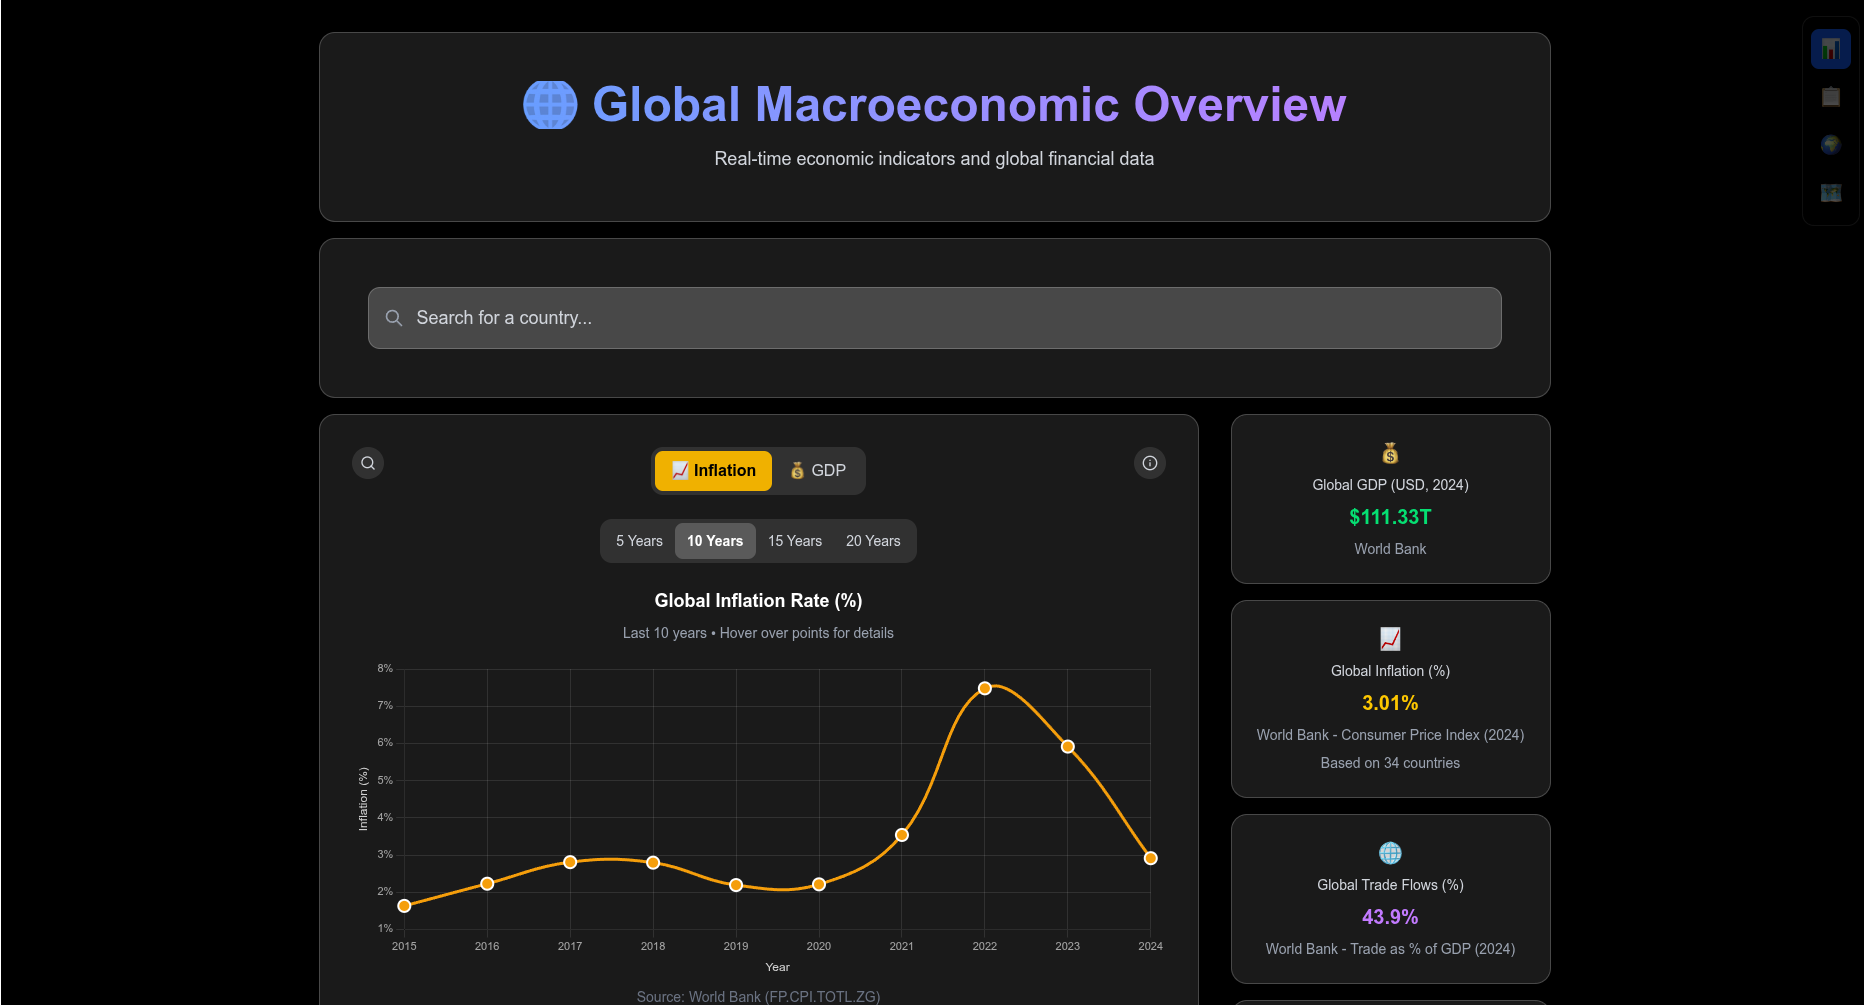 Global Macroeconomic Overview
Real-time economic indicators and global financial data
Search for a country...
Inflation
GDP
5 Years
10 Years
15 Years
20 Years
Global Inflation Rate (%)
Last 10 years • Hover over points for details
8%
7%
6%
5%
4%
3%
2%
1%
Inflation (%)
2015
2016
2017
2018
2019
2020
2021
2022
2023
2024
Year
Source: World Bank (FP.CPI.TOTL.ZG)
Global GDP (USD, 2024)
$111.33T
World Bank
Global Inflation (%)
3.01%
World Bank - Consumer Price Index (2024)
Based on 34 countries
Global Trade Flows (%)
43.9%
World Bank - Trade as % of GDP (2024)